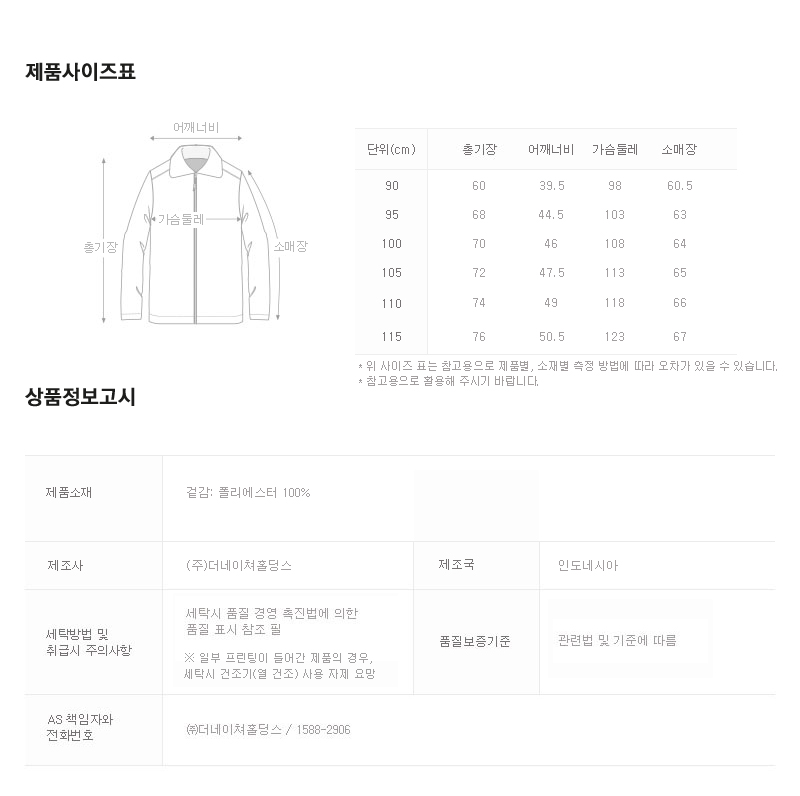 제품사이즈표
어깨너비
가슴둘레
총기장
소매장
단위(cm) 총기장 어깨너비 가슴둘레 소매장
90 60 39.5 98 60.5
95 68 44.5 103 63
100 70 46 108 64
105 72 47.5 113 65
110 74 49 118 66
115 76 50.5 123 67
* 위 사이즈 표는 참고용으로 제품별, 소재별 측정 방법에 따라 오차가 있을 수 있습니다.
* 참고용으로 활용해 주시기 바랍니다.
상품정보고시
제품소재 겉감: 폴리에스터 100%
제조사 (주)더네이쳐홀딩스 제조국 인도네시아
세탁방법 및
취급시 주의사항
세탁시 품질 경영 촉진법에 의한
품질 표시 참조 필
※ 일부 프린팅이 들어간 제품의 경우,
세탁시 건조기(열 건조) 사용 자제 요망
품질보증기준 관련법 및 기준에 따름
AS 책임자와
전화번호
㈜더네이쳐홀딩스 / 1588-2906